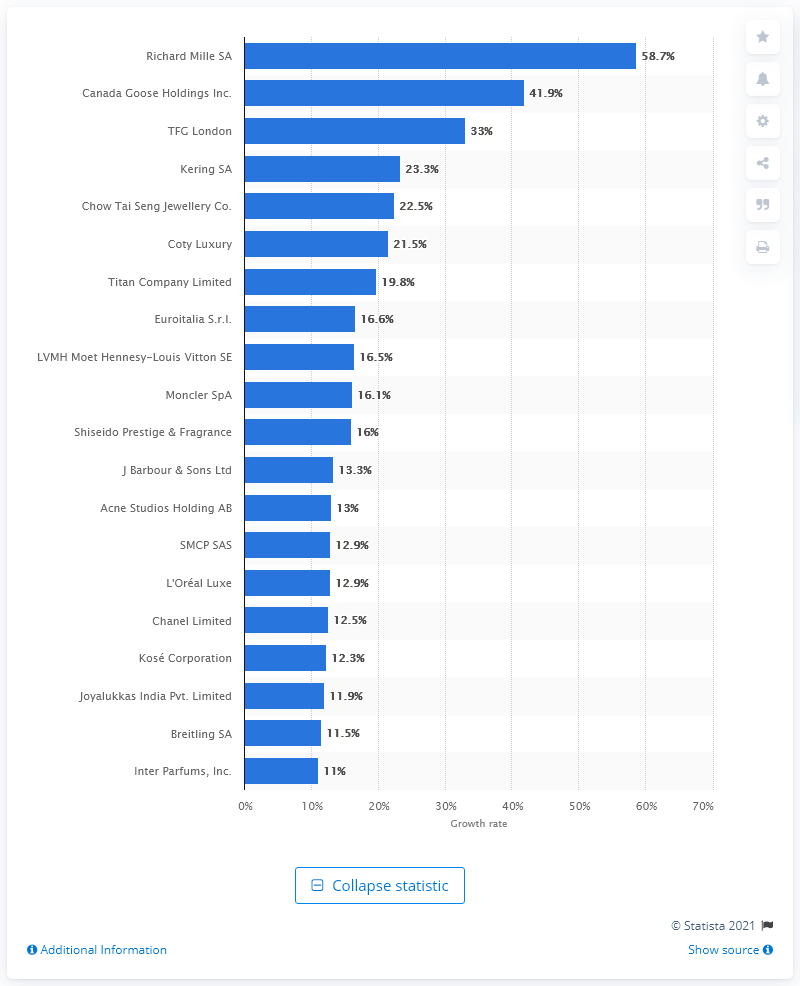 Richard Mille SA 58.7%
Canada Goose Holdings Inc. 41.9%
TFG London 33%
Kering SA 23.3%
Chow Tai Seng Jewellery Co. 22.5%
Coty Luxury 21.5%
Titan Company Limited 19.8%
Euroitalia S.r.l. 16.6%
LVMH Moet Hennesy-Louis Vitton SE 16.5%
Moncler SpA 16.1%
Shiseido Prestige & Fragrance 16%
J Barbour & Sons Ltd 13.3%
Acne Studios Holding AB 13%
SMCP SAS 12.9%
L'Oréal Luxe 12.9%
Chanel Limited 12.5%
Kosé Corporation 12.3%
Joyalukkas India Pvt. Limited 11.9%
Breitling SA 11.5%
Inter Parfums, Inc. 11%
0% 10% 20% 30% 40% 50% 60% 70%
Growth rate
Collapse statistic
© Statista 2021
Additional Information Show source